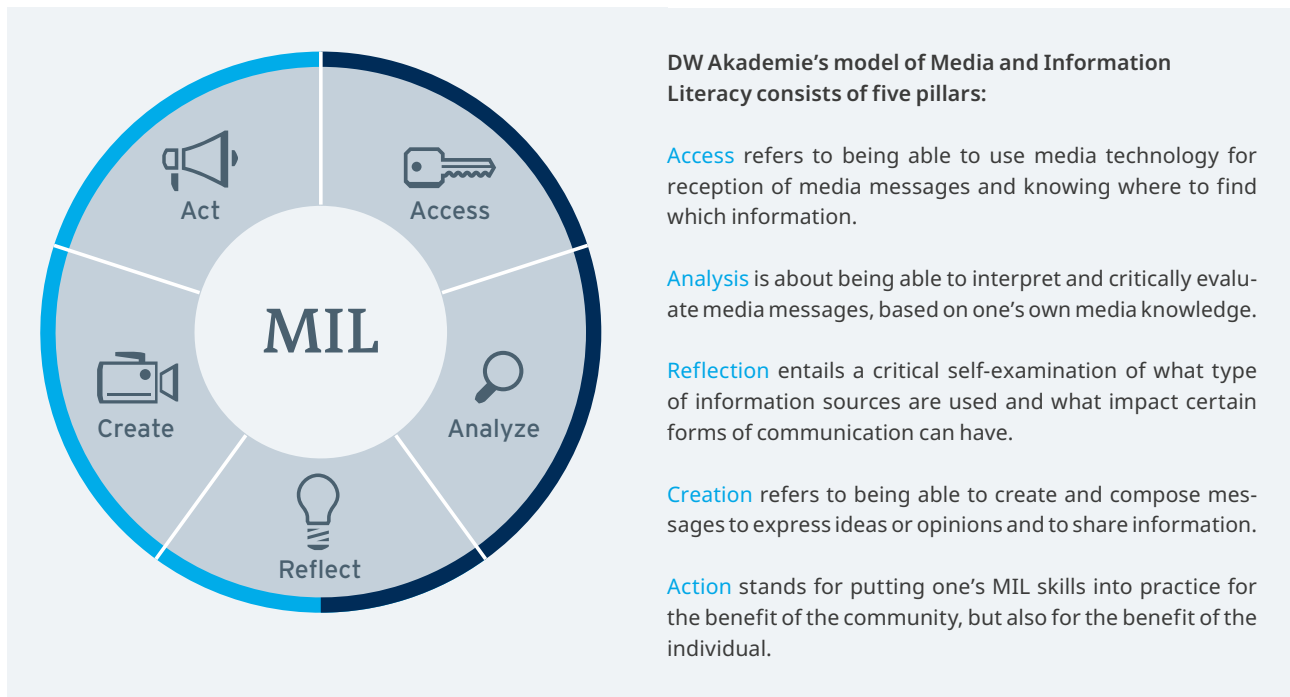 Act
Access
MIL
Create
Analyze
Reflect
DW Akademie’s model of Media and Information
Literacy consists of five pillars:
Access refers to being able to use media technology for
reception of media messages and knowing where to find
which information.
Analysis is about being able to interpret and critically evalu-
ate media messages, based on one’s own media knowledge.
Reflection entails a critical self-examination of what type
of information sources are used and what impact certain
forms of communication can have.
Creation refers to being able to create and compose mes-
sages to express ideas or opinions and to share information.
Action stands for putting one’s MIL skills into practice for
the benefit of the community, but also for the benefit of the
individual.